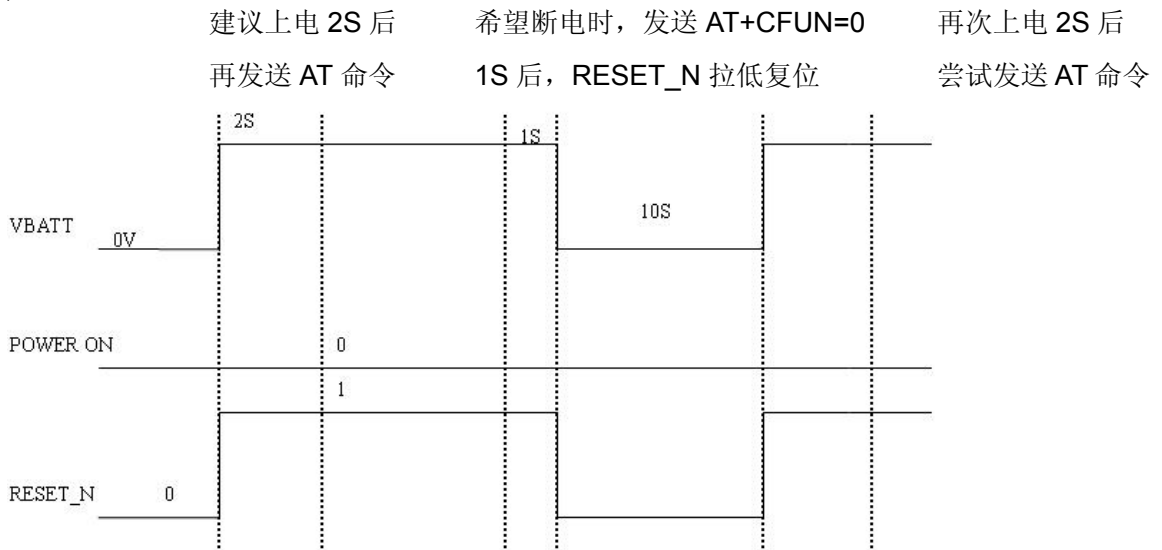 建议上电 2S 后
再发送 AT 命令
希望断电时，发送 AT+CFUN=0
1S 后，RESET_N 拉低复位
再次上电 2S 后
尝试发送 AT 命令
2S
1S
10S
VBATT
0V
POWER ON
0
1
RESET_N
0